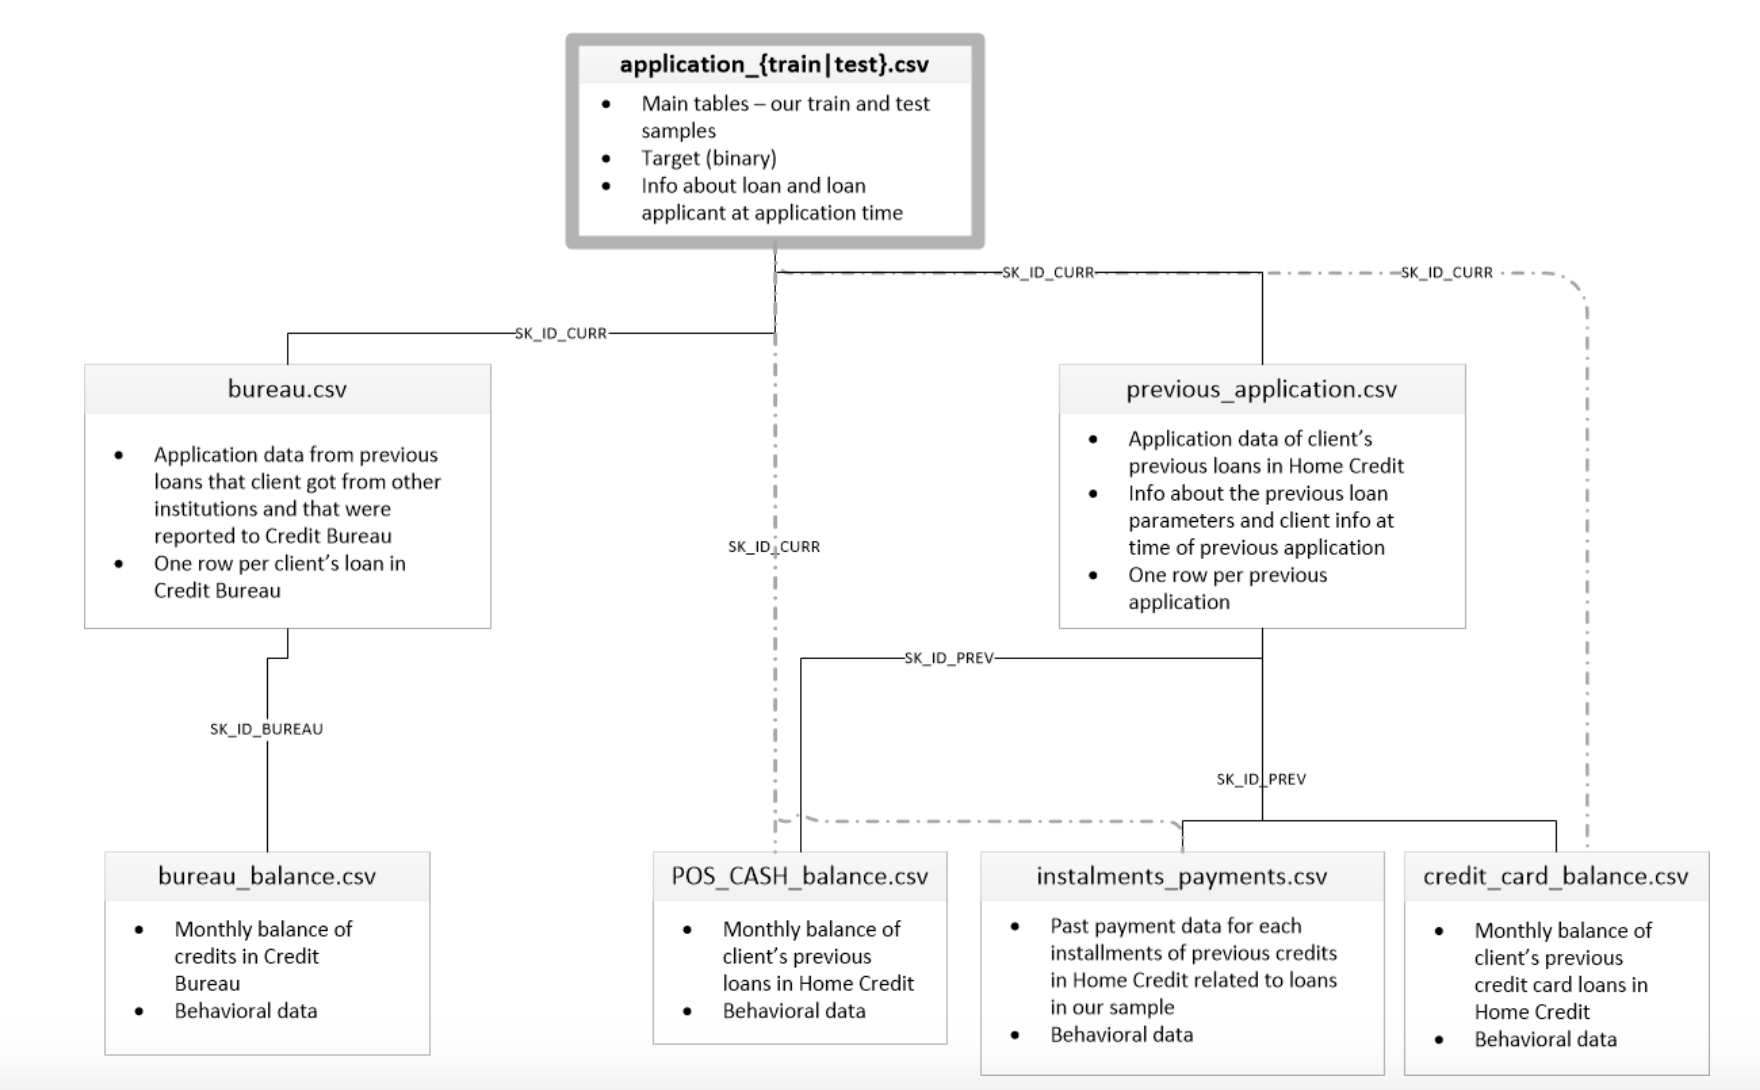 application_{train|test}.csv
• Main tables – our train and test
samples
• Target (binary)
• Info about loan and loan
applicant at application time
SK_ID_CURR
SK_ID_CURR
SK_ID_CURR
bureau.csv
• Application data from previous
loans that client got from other
institutions and that were
reported to Credit Bureau
• One row per client’s loan in
Credit Bureau
previous_application.csv
• Application data of client’s
previous loans in Home Credit
• Info about the previous loan
parameters and client info at
time of previous application
• One row per previous
application
SK_ID_CURR
SK_ID_PREV
SK_ID_BUREAU
SK_ID_PREV
bureau_balance.csv
• Monthly balance of
credits in Credit
Bureau
• Behavioral data
POS_CASH_balance.csv
• Monthly balance of
client’s previous
loans in Home Credit
• Behavioral data
instalments_payments.csv
• Past payment data for each
installments of previous credits
in Home Credit related to loans
in our sample
• Behavioral data
credit_card_balance.csv
• Monthly balance of
client’s previous
credit card loans in
Home Credit
• Behavioral data